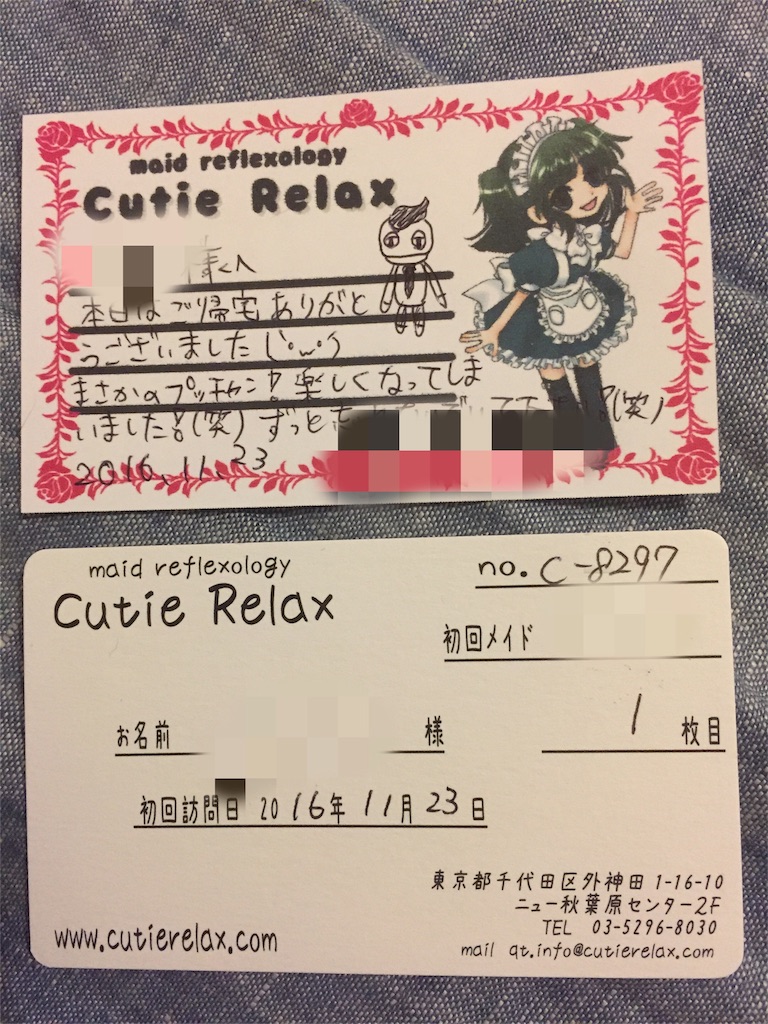 maid reflexology
Cutie Relax
様へ
本日はご帰宅ありがと
うございました
まさかのプッチャン!楽しくなってしま
いました!(笑) ずっと
(笑)
2016.11.23
maid reflexology
Cutie Relax
no. C-8297
初回メイド
お名前 様
1 枚目
初回訪問日 2016年 11月 23日
東京都千代田区外神田 1-16-10
ニュー秋葉原センター2F
TEL 03-5296-8030
www.cutierelax.com
mail qt.info@cutierelax.com